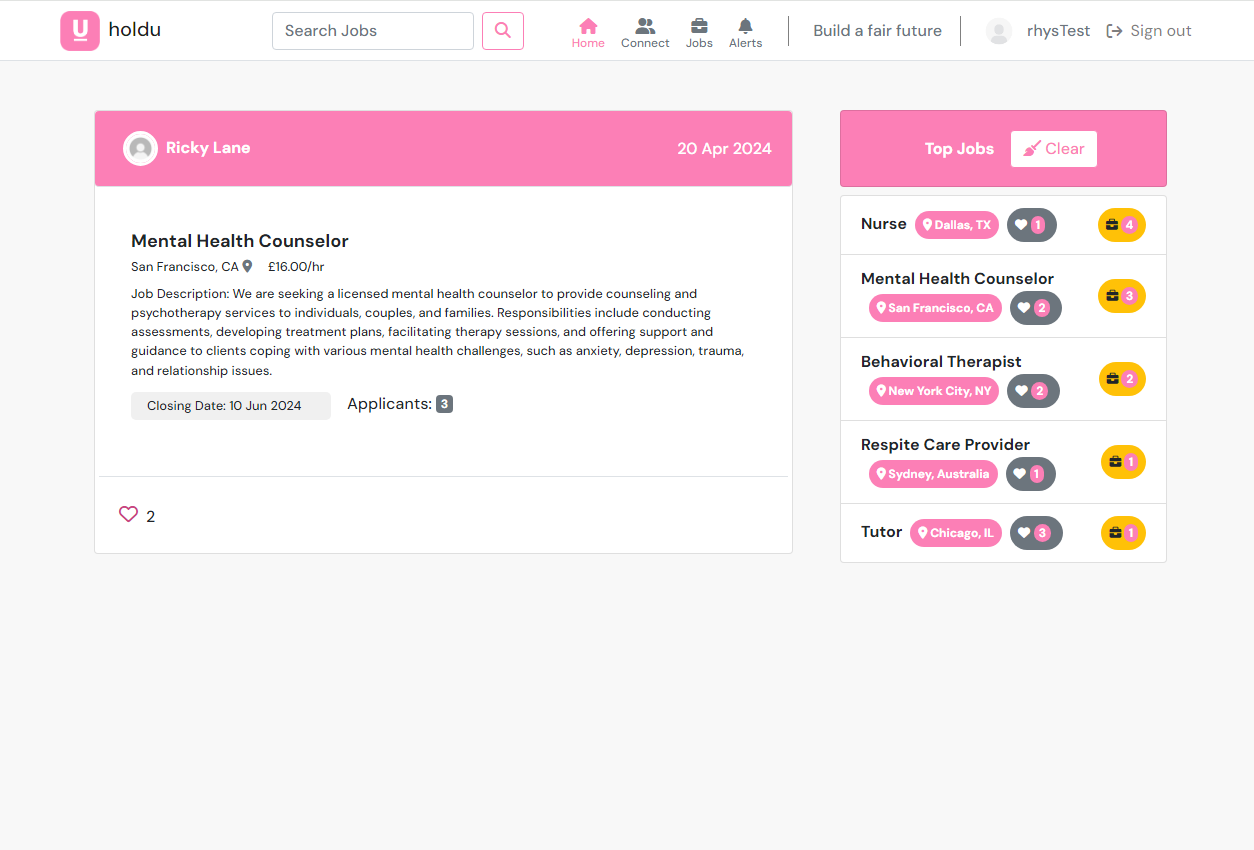 U holdu
Search Jobs
Home Connect Jobs Alerts
Build a fair future
rhysTest Sign out
Ricky Lane 20 Apr 2024
Mental Health Counselor
San Francisco, CA £16.00/hr
Job Description: We are seeking a licensed mental health counselor to provide counseling and
psychotherapy services to individuals, couples, and families. Responsibilities include conducting
assessments, developing treatment plans, facilitating therapy sessions, and offering support and
guidance to clients coping with various mental health challenges, such as anxiety, depression, trauma,
and relationship issues.
Closing Date: 10 Jun 2024 Applicants: 3
2
Top Jobs Clear
Nurse Dallas, TX 1 4
Mental Health Counselor
San Francisco, CA 2 3
Behavioral Therapist
New York City, NY 2 2
Respite Care Provider
Sydney, Australia 1 1
Tutor Chicago, IL 3 1